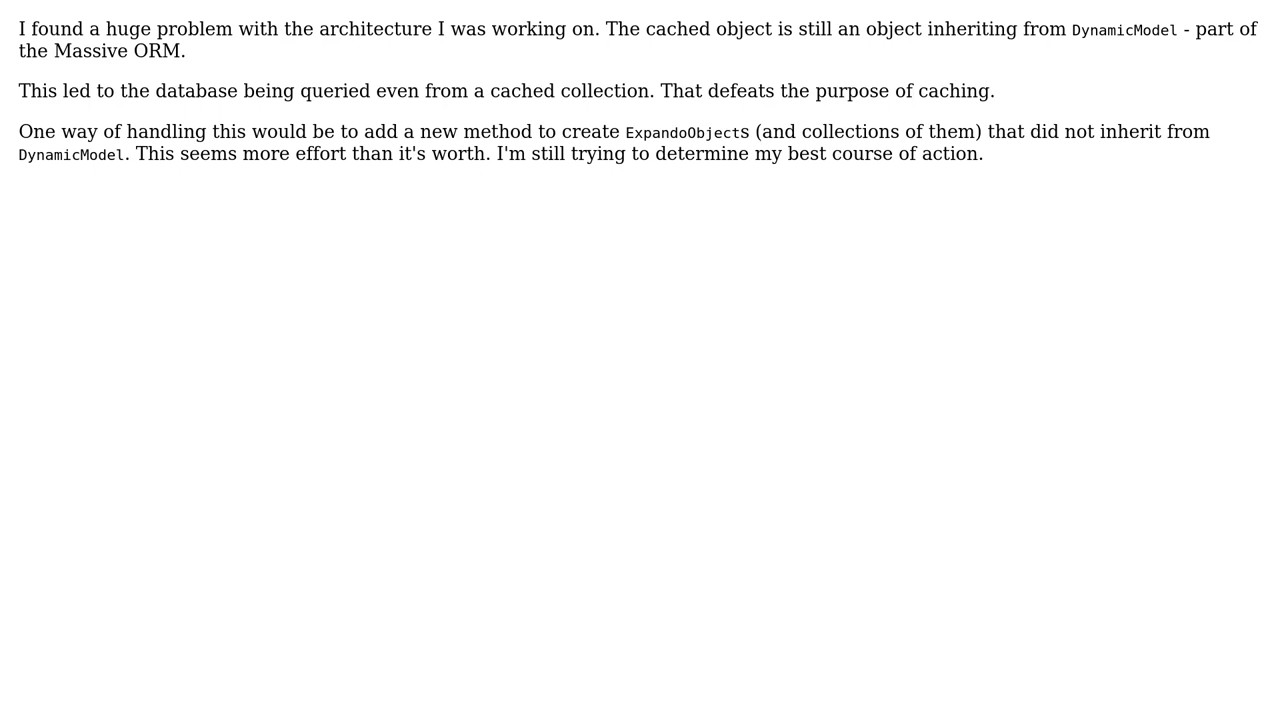 I found a huge problem with the architecture I was working on. The cached object is still an object inheriting from DynamicModel - part of
the Massive ORM.
This led to the database being queried even from a cached collection. That defeats the purpose of caching.
One way of handling this would be to add a new method to create ExpandoObjects (and collections of them) that did not inherit from
DynamicModel. This seems more effort than it's worth. I'm still trying to determine my best course of action.